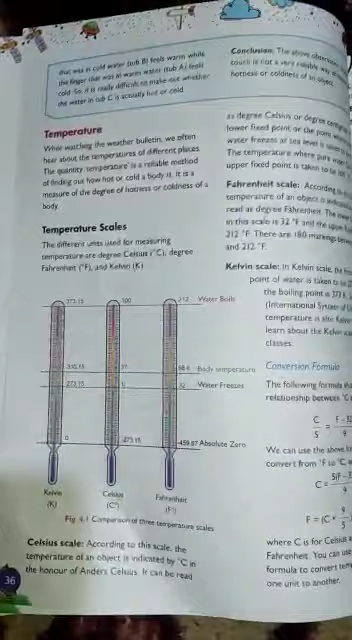 that was in cold water (tub B) feels warm while
the finger that was in warm water (tub A) feels
cold. So, it is really difficult to make out whether
the water in tub C is actually hot or cold.
Conclusion: The above
touch is not a very reliable way
hotness or coldness of an object.
Temperature
While watching the weather bulletin, we often
hear about the temperatures of different places.
The quantity 'temperature' is a reliable method
of finding out how hot or cold a body is. It is a
measure of the degree of hotness or coldness of a
body.
Temperature Scales
The different units used for measuring
temperature are degree Celsius (°C), degree
Fahrenheit (°F), and Kelvin (K).
373.15 100 212 Water Boils
310.15 37 98.6 Body temperature
273.15 0 32 Water Freezes
0 -273.15 -459.67 Absolute Zero
Kelvin Celsius Fahrenheit
(K) (C°) (F°)
Fig. 4.1 Comparison of three temperature scales
Celsius scale: According to this scale, the
temperature of an object is indicated by °C in
the honour of Anders Celsius. It can be read
36
as degree Celsius or degree
lower fixed point or the point
water freezes at sea level is taken
The temperature where pure
upper fixed point is taken to be
Fahrenheit scale: According
temperature of an object is
read as degree Fahrenheit. The
in this scale is 32 °F and the upper
212 °F. There are 180 markings
and 212 °F.
Kelvin scale: In Kelvin scale, the
point of water is taken to be
the boiling point is 373 K.
(International System of
temperature is also Kelvin
learn about the Kelvin
classes.
Conversion Formula
The following formula
relationship between °C
C/5 = F-32/9
We can use the above
convert from °F to °C
C = 5(F-3 /9
F = (C × 9/5)
where C is for Celsius
Fahrenheit. You can use
formula to convert
one unit to another.